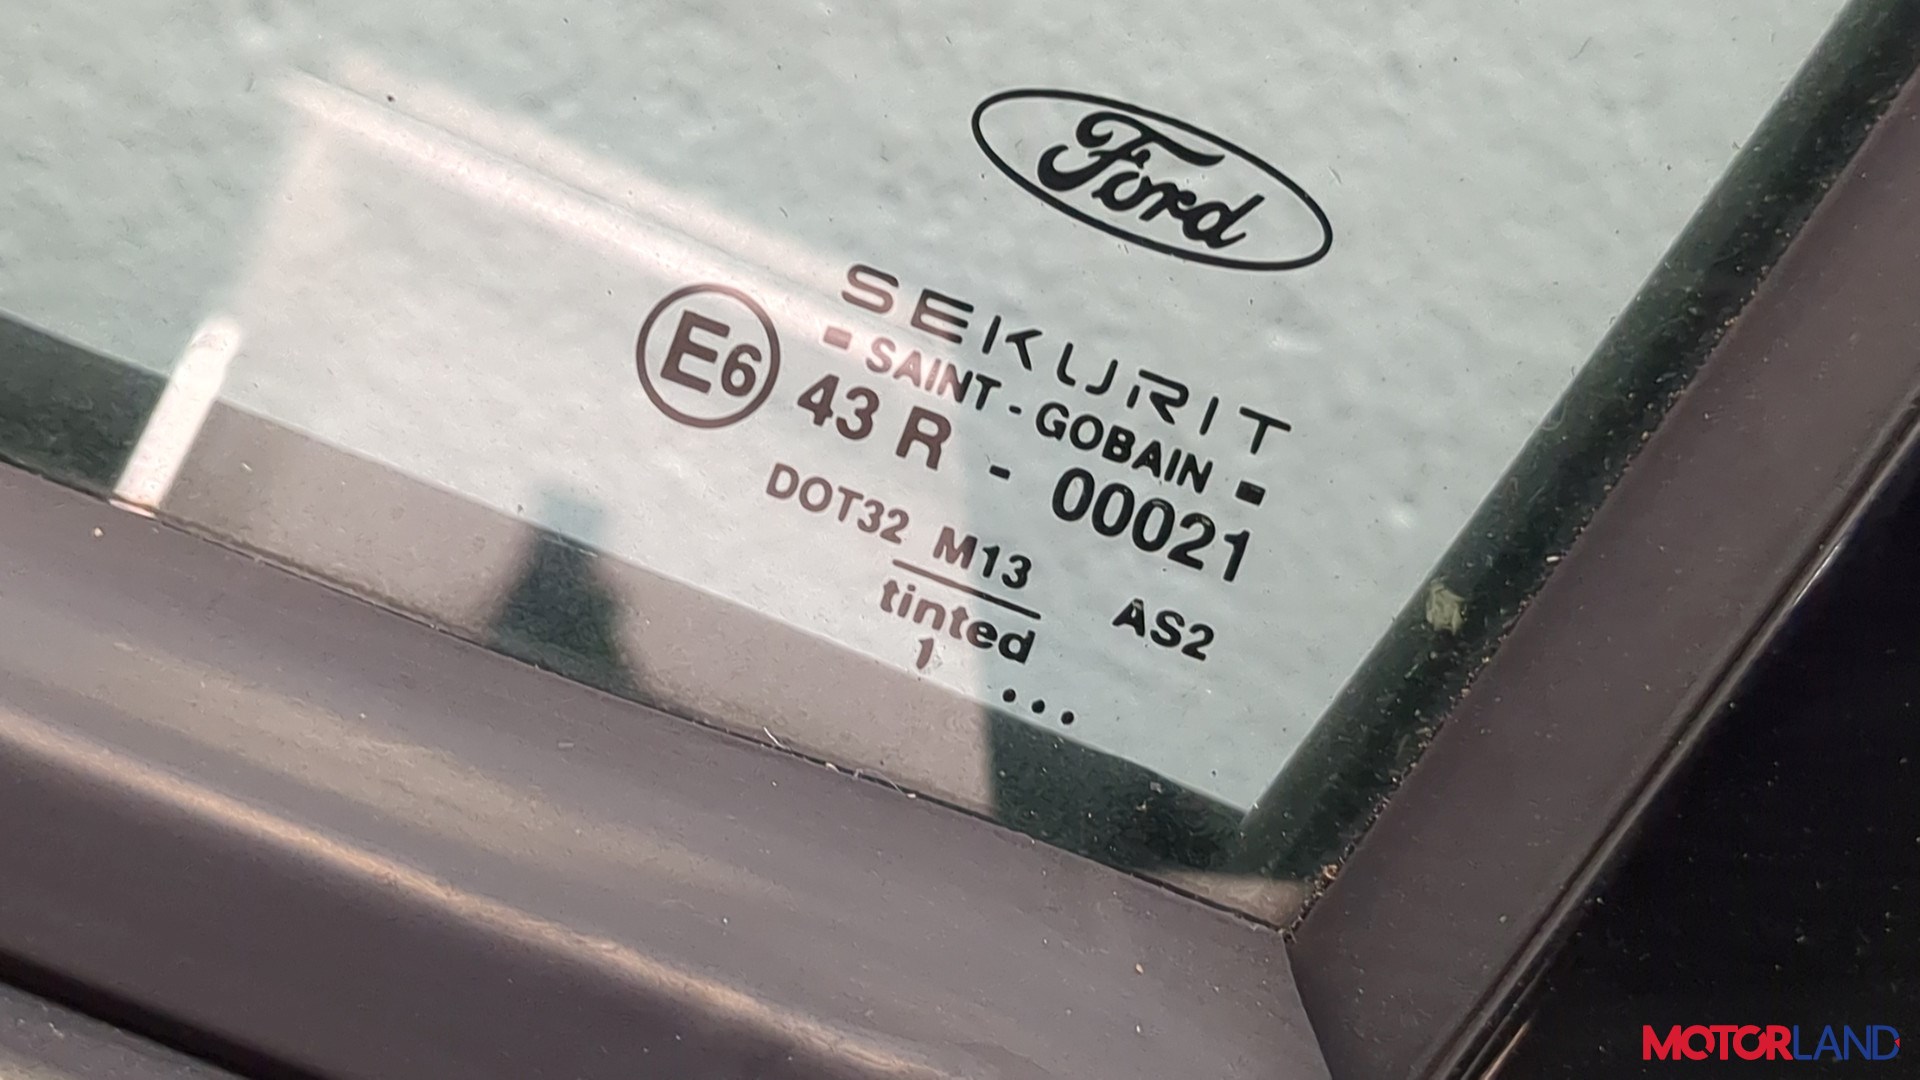 Ford
SEKURIT
SAINT - GOBAIN
E6 43 R - 00021
DOT32 M13 AS2
tinted
1 ...
MOTORLAND